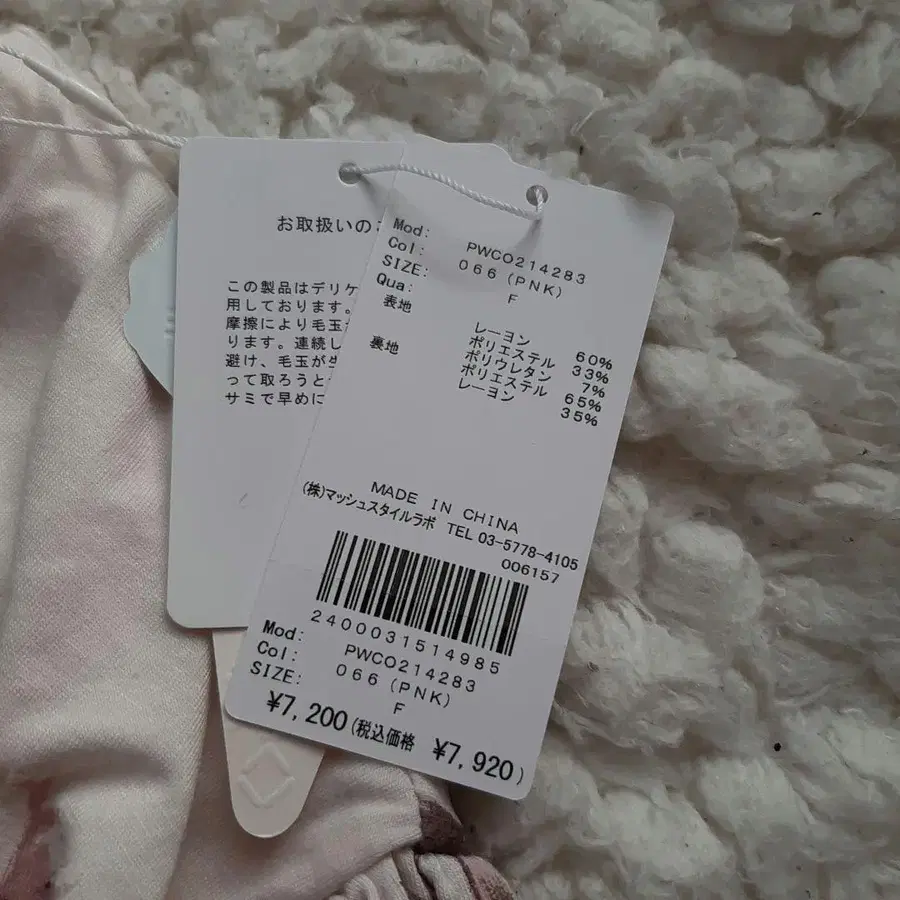 お取扱いの
この製品はデリケ
用しております。
摩擦により毛玉
ります。連続し
避け、毛玉が生
って取ろうと
サミで早めに
Mod: PWCO214283
Col: 066 (PNK)
SIZE: F
Qua:
表地 レーヨン 60%
ポリエステル 33%
ポリウレタン 7%
裏地 ポリエステル 65%
レーヨン 35%
MADE IN CHINA
(株)マッシュスタイルラボ TEL 03-5778-4105
006157
2400031514985
Mod: PWCO214283
Col: 066 (PNK)
SIZE: F
¥7,200(税込価格 ¥7,920)